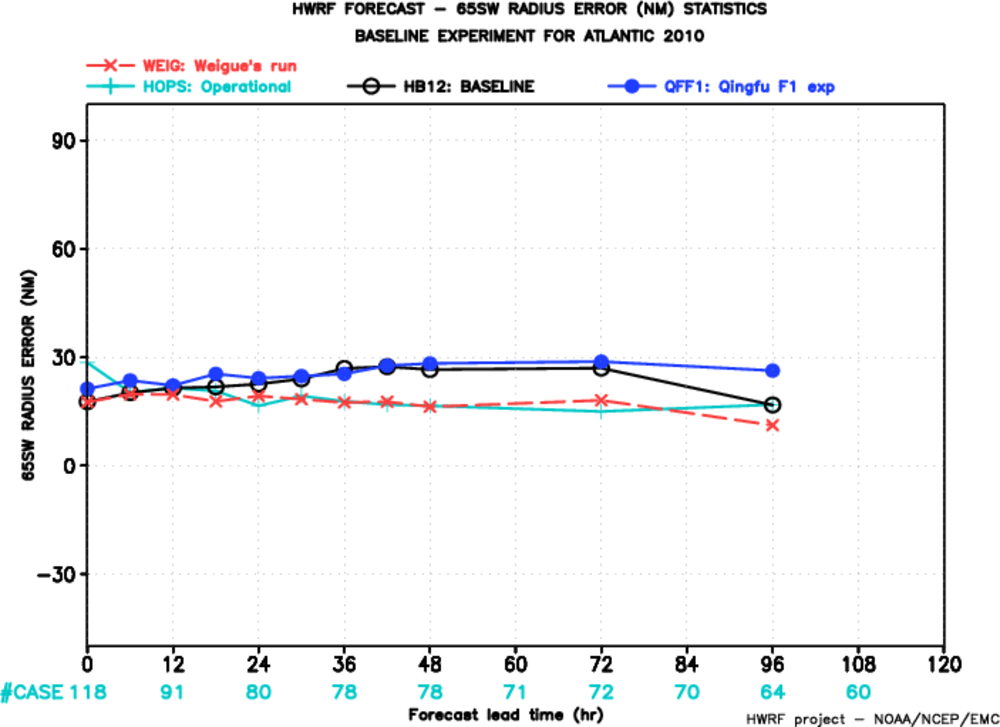 HWRF FORECAST – 65SW RADIUS ERROR (NM) STATISTICS
BASELINE EXPERIMENT FOR ATLANTIC 2010
WEIG: Weigue's run
HOPS: Operational HB12: BASELINE QFF1: Qingfu F1 exp
90
60
30
0
−30
65SW RADIUS ERROR (NM)
0 12 24 36 48 60 72 84 96 108 120
#CASE 118 91 80 78 78 71 72 70 64 60
Forecast lead time (hr)
HWRF project – NOAA/NCEP/EMC